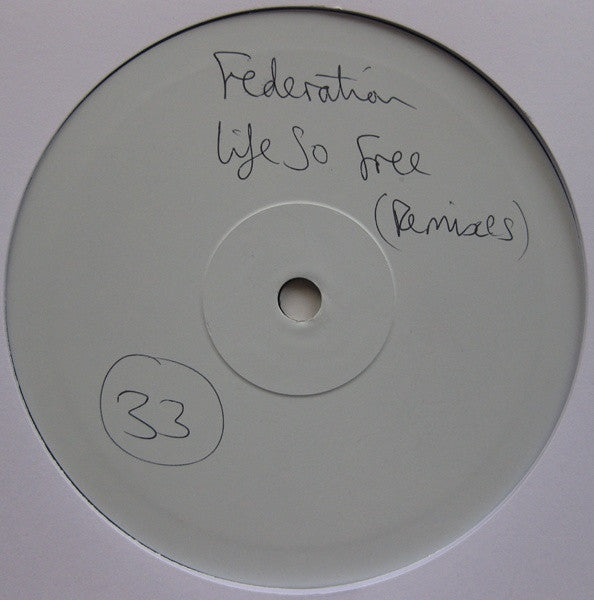 Federation
Life So Free
(Remixes)
33